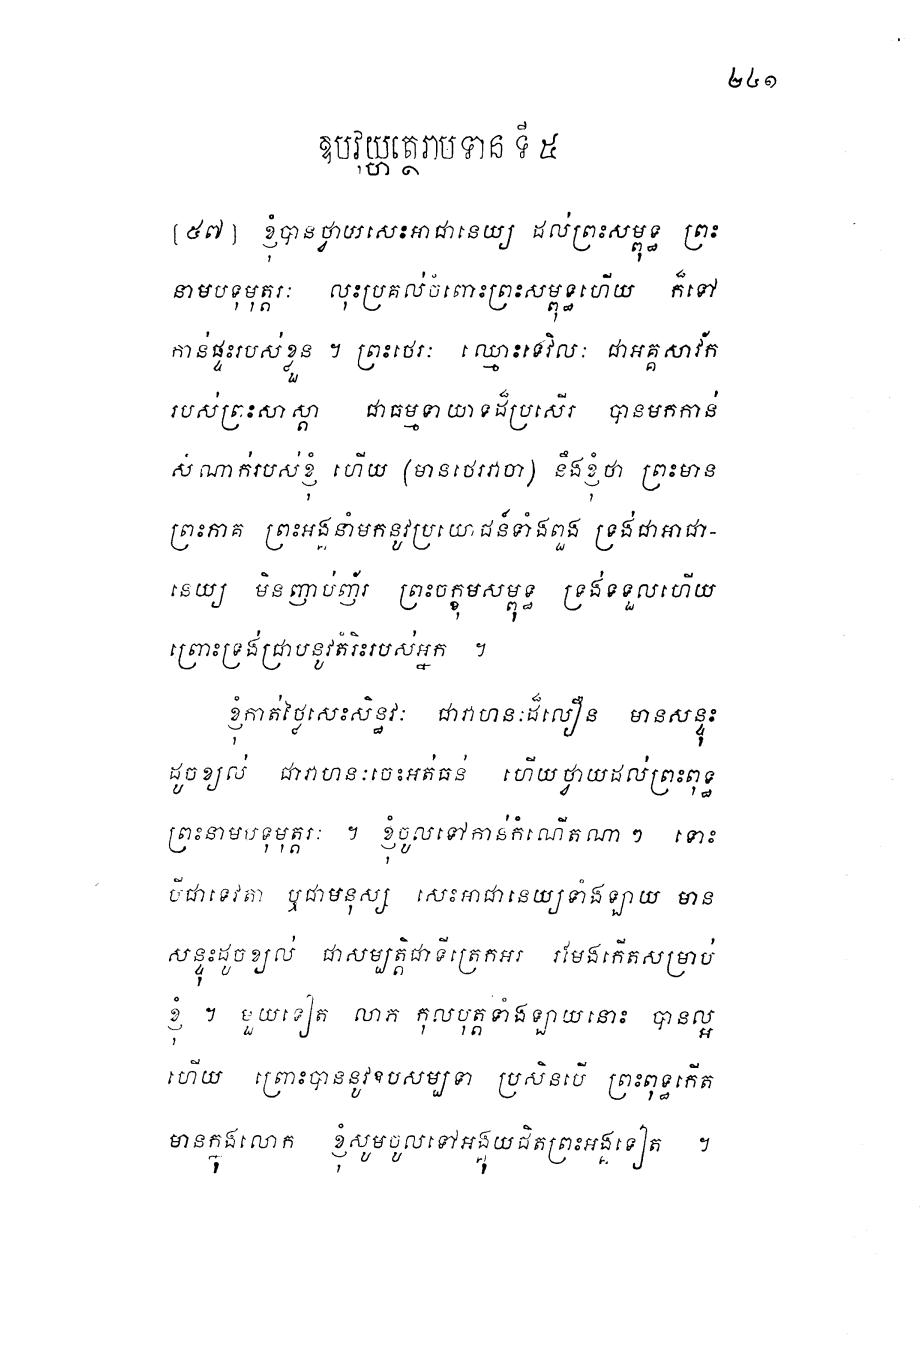 ២៤១
ឧបវុយ្ហត្ថេរាបទាន ទី ៥
[៥៧] ខ្ញុំបានថ្វាយសេះអាជានេយ្យ ដល់ព្រះសម្ពុទ្ធ ព្រះ
នាមបទុមុត្តរៈ លុះប្រគល់ចំពោះព្រះសម្ពុទ្ធហើយ ក៏ទៅ
កាន់ផ្ទះរបស់ខ្លួន ។ ព្រះថេរៈ ឈ្មោះទេវិលៈ ជាអគ្គសាវ័ក
របស់ព្រះសាស្តា ជាធម្មទាយាទដ៏ប្រសើរ បានមកកាន់
សំណាក់របស់ខ្ញុំ ហើយ (មានថេរវាចា) នឹងខ្ញុំថា ព្រះមាន
ព្រះភាគ ព្រះអង្គនាំមកនូវប្រយោជន៍ទាំងពួង ទ្រង់ជាអាជា-
នេយ្យ មិនញាប់ញ័រ ព្រះចក្ខុមសម្ពុទ្ធ ទ្រង់ទទួលហើយ
ព្រោះទ្រង់ជ្រាបនូវតំរិះរបស់អ្នក ។
ខ្ញុំកាត់ថ្លៃសេះសិន្ធវៈ ជាវាហនៈដ៏លឿន មានសន្ទុះ
ដូចខ្យល់ ជាវាហនៈចេះអត់ធន់ ហើយថ្វាយដល់ព្រះពុទ្ធ
ព្រះនាមបទុមុត្តរៈ ។ ខ្ញុំចូលទៅកាន់កំណើតណា ៗ ទោះ
បីជាទេវតា ឬជាមនុស្ស សេះអាជានេយ្យទាំងឡាយ មាន
សន្ទុះដូចខ្យល់ ជាសម្បត្តិជាទីត្រេកអរ រមែងកើតសម្រាប់
ខ្ញុំ ។ មួយទៀត លាភ កុលបុត្តទាំងឡាយនោះ បានល្អ
ហើយ ព្រោះបាននូវឧបសម្បទា ប្រសិនបើ ព្រះពុទ្ធកើត
មានក្នុងលោក ខ្ញុំសូមចូលទៅអង្គុយជិតព្រះអង្គទៀត ។